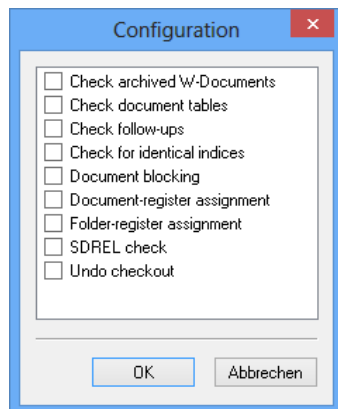 Configuration
Check archived W-Documents
Check document tables
Check follow-ups
Check for identical indices
Document blocking
Document-register assignment
Folder-register assignment
SDREL check
Undo checkout
OK Abbrechen